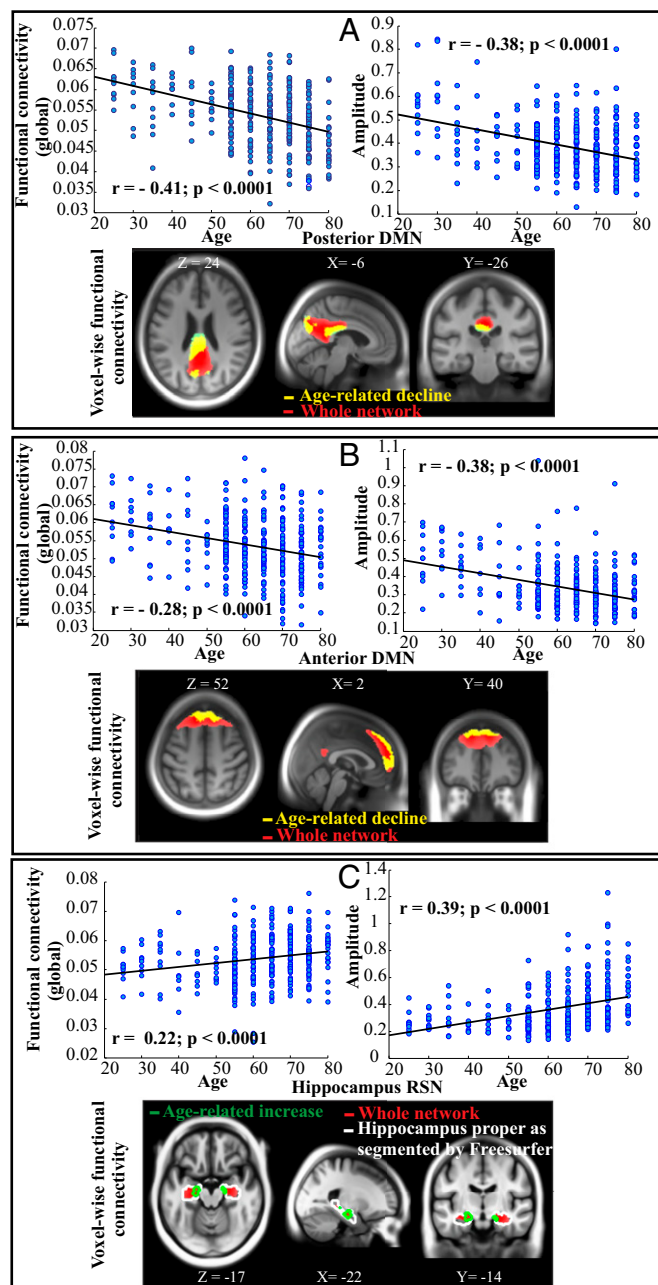 A
Functional connectivity
(global)
0.075
0.07
0.065
0.06
0.055
0.05
0.045
0.04
0.035
0.03
r = - 0.41; p < 0.0001
20 30 40 50 60 70 80
Age
Amplitude
0.9
0.8
0.7
0.6
0.5
0.4
0.3
0.2
0.1
r = - 0.38; p < 0.0001
20 30 40 50 60 70 80
Age
Posterior DMN
Voxel-wise functional
connectivity
Z = 24 X= -6 Y= -26
Age-related decline
Whole network
B
Functional connectivity
(global)
0.08
0.075
0.07
0.065
0.06
0.055
0.05
0.045
0.04
0.035
0.03
r = - 0.28; p < 0.0001
20 30 40 50 60 70 80
Age
Amplitude
1.1
1
0.9
0.8
0.7
0.6
0.5
0.4
0.3
0.2
0.1
r = - 0.38; p < 0.0001
20 30 40 50 60 70 80
Age
Anterior DMN
Voxel-wise functional
connectivity
Z = 52 X= 2 Y= 40
Age-related decline
Whole network
C
Functional connectivity
(global)
0.08
0.07
0.06
0.05
0.04
0.03
0.02
r = 0.22; p < 0.0001
20 30 40 50 60 70 80
Age
Amplitude
1.4
1.2
1
0.8
0.6
0.4
0.2
0
r = 0.39; p < 0.0001
20 30 40 50 60 70 80
Age
Hippocampus RSN
Voxel-wise functional
connectivity
Age-related increase
Whole network
Hippocampus proper as
segmented by Freesurfer
Z = -17 X= -22 Y= -14